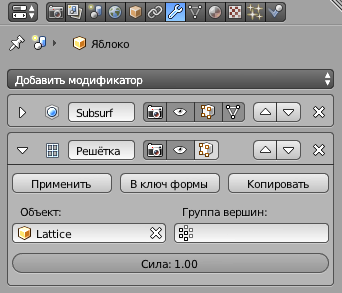 Яблоко
Добавить модификатор
Subsurf
Решётка
Применить В ключ формы Копировать
Объект: Группа вершин:
Lattice
Сила: 1.00